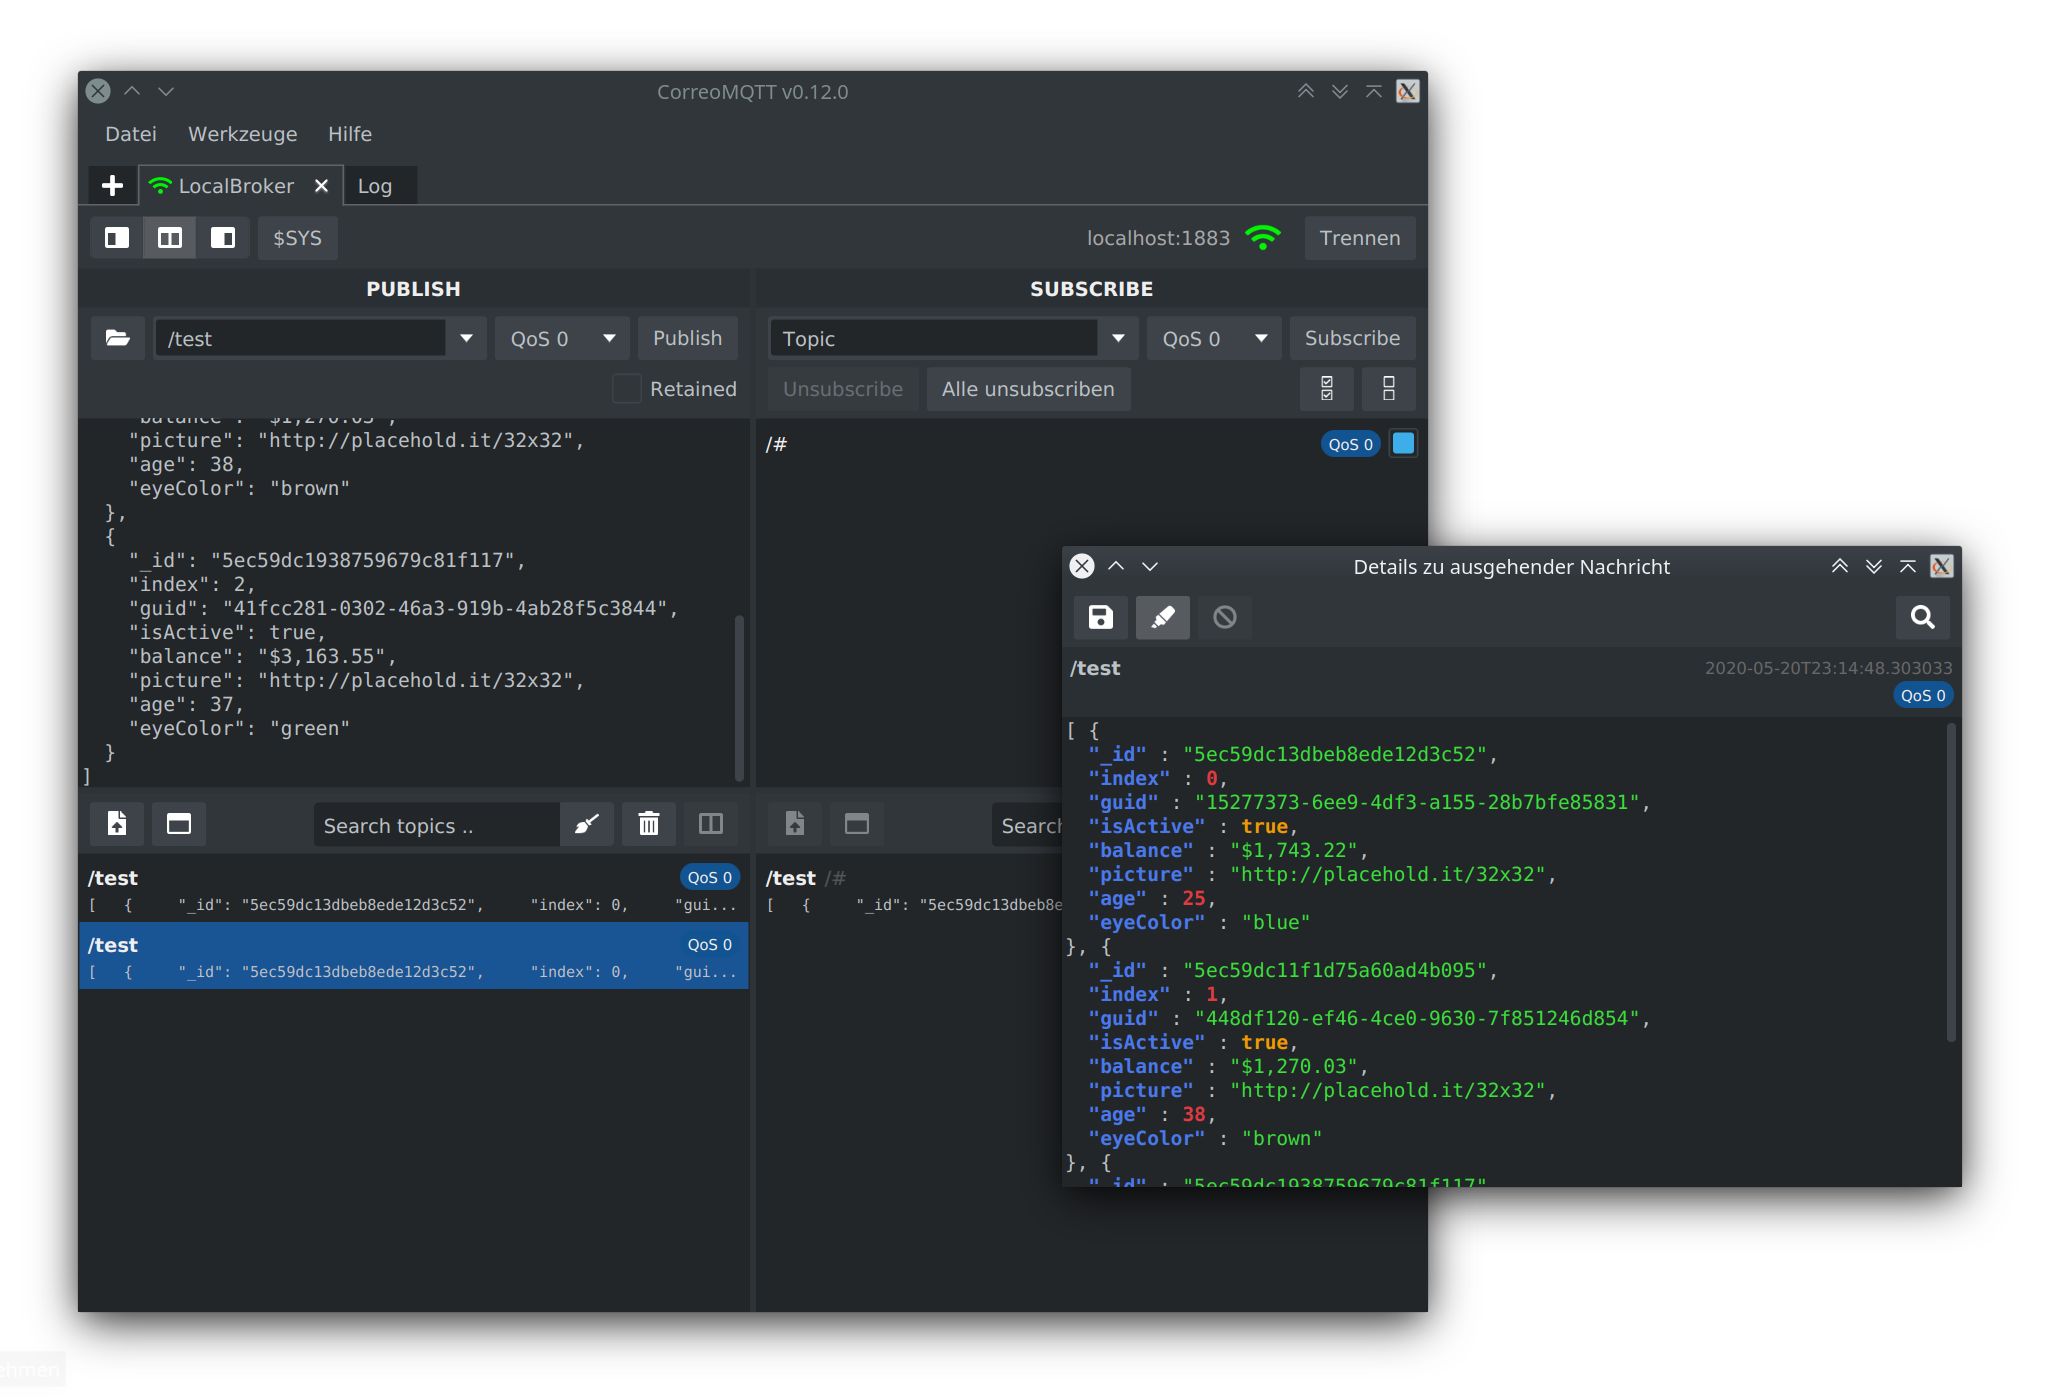 CorreoMQTT v0.12.0
Datei Werkzeuge Hilfe
LocalBroker Log
$SYS localhost:1883 Trennen
PUBLISH
/test QoS 0 Publish
Retained
"balance": "$1,270.03",
"picture": "http://placehold.it/32x32",
"age": 38,
"eyeColor": "brown"
},
{
"_id": "5ec59dc1938759679c81f117",
"index": 2,
"guid": "41fcc281-0302-46a3-919b-4ab28f5c3844",
"isActive": true,
"balance": "$3,163.55",
"picture": "http://placehold.it/32x32",
"age": 37,
"eyeColor": "green"
}
]
Search topics ..
/test QoS 0
[ { "_id": "5ec59dc13dbeb8ede12d3c52", "index": 0, "gui...
/test QoS 0
[ { "_id": "5ec59dc13dbeb8ede12d3c52", "index": 0, "gui...
SUBSCRIBE
Topic QoS 0 Subscribe
Unsubscribe Alle unsubscriben
/# QoS 0
Search
/test /#
[ { "_id": "5ec59dc13dbeb8e
Details zu ausgehender Nachricht
/test 2020-05-20T23:14:48.303033
QoS 0
[ {
"_id" : "5ec59dc13dbeb8ede12d3c52",
"index" : 0,
"guid" : "15277373-6ee9-4df3-a155-28b7bfe85831",
"isActive" : true,
"balance" : "$1,743.22",
"picture" : "http://placehold.it/32x32",
"age" : 25,
"eyeColor" : "blue"
}, {
"_id" : "5ec59dc11f1d75a60ad4b095",
"index" : 1,
"guid" : "448df120-ef46-4ce0-9630-7f851246d854",
"isActive" : true,
"balance" : "$1,270.03",
"picture" : "http://placehold.it/32x32",
"age" : 38,
"eyeColor" : "brown"
}, {
"_id" : "5ec59dc1938759679c81f117"
ehmen